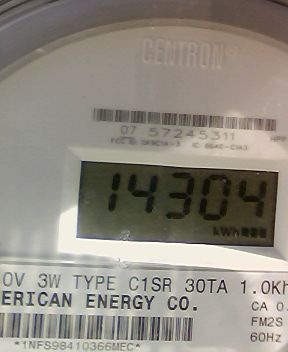 CENTRON®
07 57245311
14304
kWh
0V 3W TYPE C1SR 30TA 1.0Kh
ERICAN ENERGY CO.
CA 0.
FM2S
60Hz
*1NFS98410366MEC*